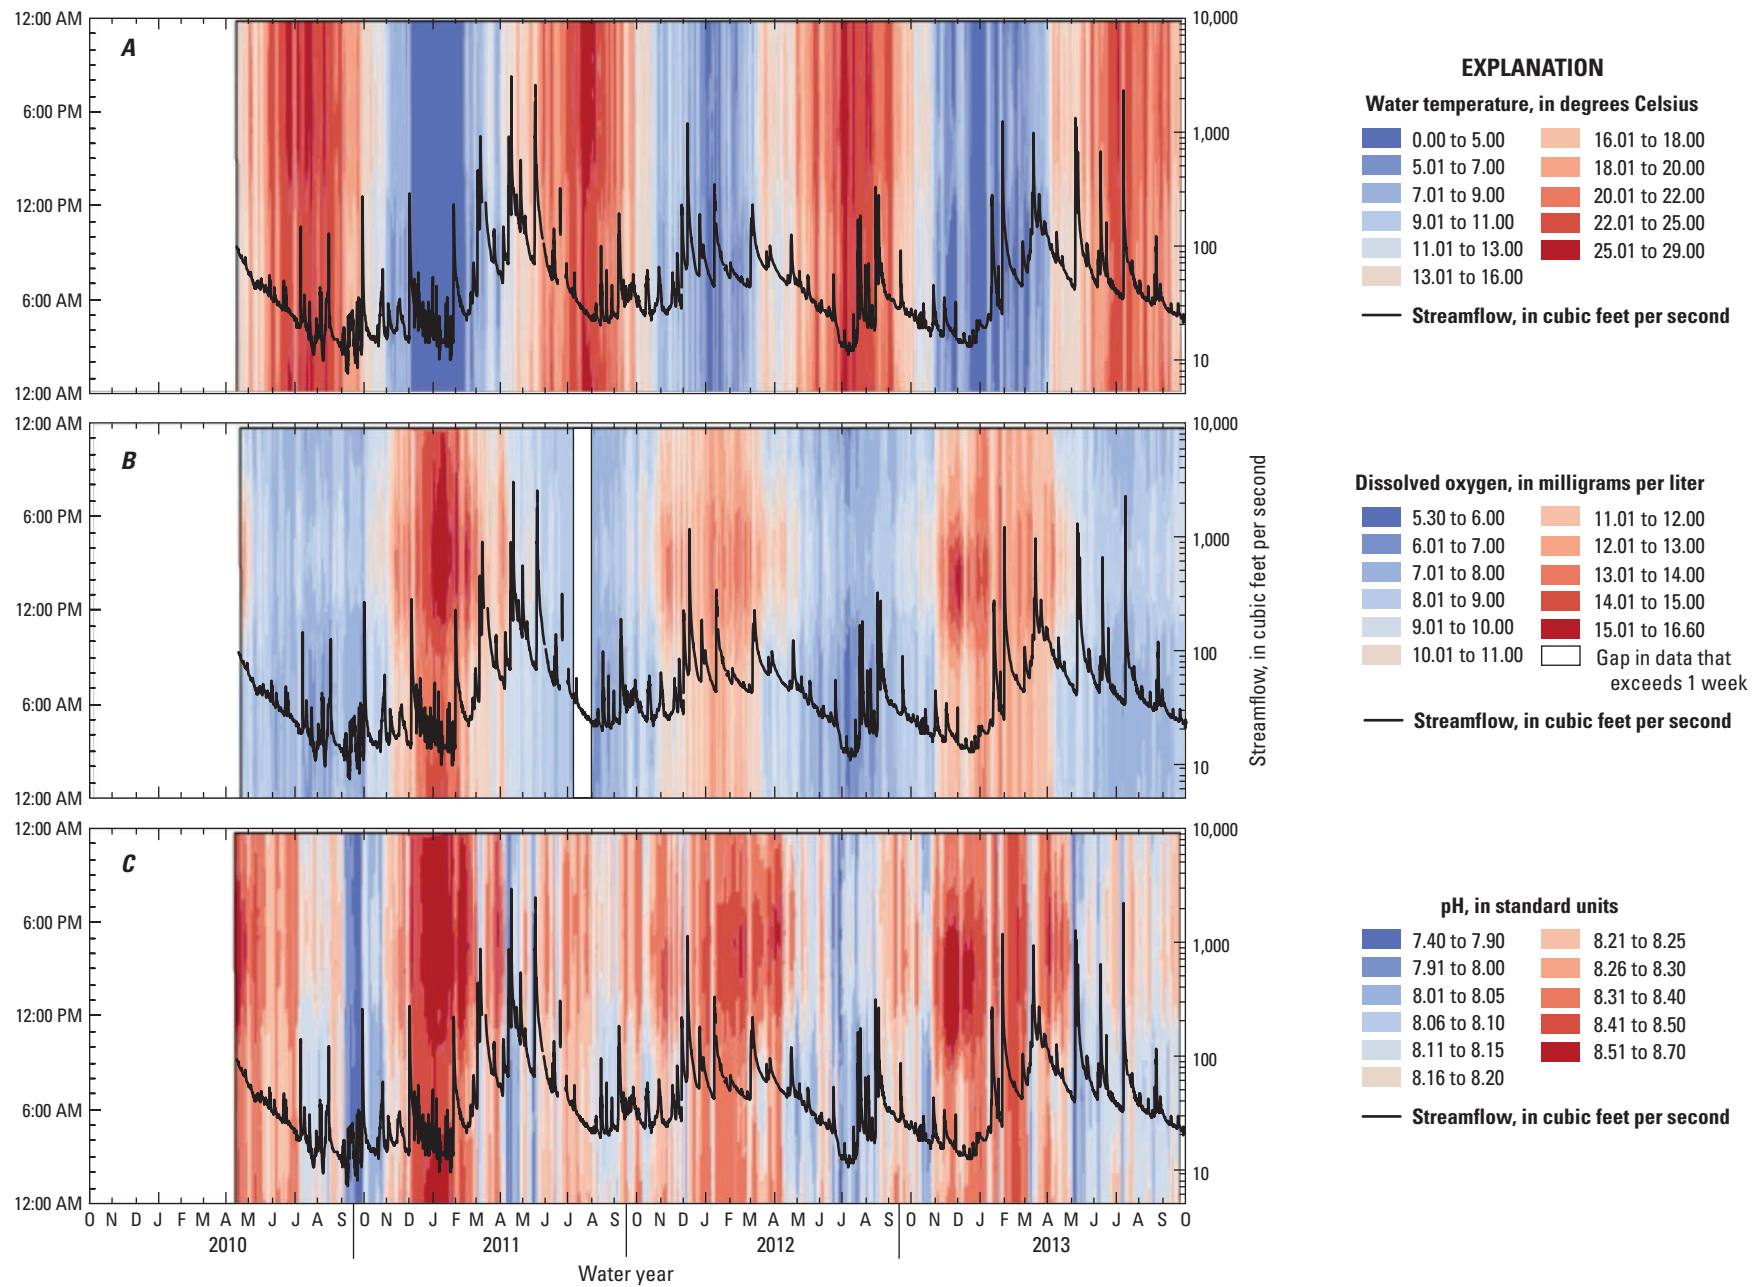 12:00 AM
6:00 PM
12:00 PM
6:00 AM
12:00 AM
A
10,000
1,000
100
10
EXPLANATION
Water temperature, in degrees Celsius
0.00 to 5.00
5.01 to 7.00
7.01 to 9.00
9.01 to 11.00
11.01 to 13.00
13.01 to 16.00
16.01 to 18.00
18.01 to 20.00
20.01 to 22.00
22.01 to 25.00
25.01 to 29.00
Streamflow, in cubic feet per second
12:00 AM
6:00 PM
12:00 PM
6:00 AM
12:00 AM
B
10,000
1,000
100
10
Streamflow, in cubic feet per second
Dissolved oxygen, in milligrams per liter
5.30 to 6.00
6.01 to 7.00
7.01 to 8.00
8.01 to 9.00
9.01 to 10.00
10.01 to 11.00
11.01 to 12.00
12.01 to 13.00
13.01 to 14.00
14.01 to 15.00
15.01 to 16.60
Gap in data that
exceeds 1 week
Streamflow, in cubic feet per second
12:00 AM
6:00 PM
12:00 PM
6:00 AM
12:00 AM
C
10,000
1,000
100
10
pH, in standard units
7.40 to 7.90
7.91 to 8.00
8.01 to 8.05
8.06 to 8.10
8.11 to 8.15
8.16 to 8.20
8.21 to 8.25
8.26 to 8.30
8.31 to 8.40
8.41 to 8.50
8.51 to 8.70
Streamflow, in cubic feet per second
O N D J F M A M J J A S O N D J F M A M J J A S O N D J F M A M J J A S O N D J F M A M J J A S O
2010 2011 2012 2013
Water year